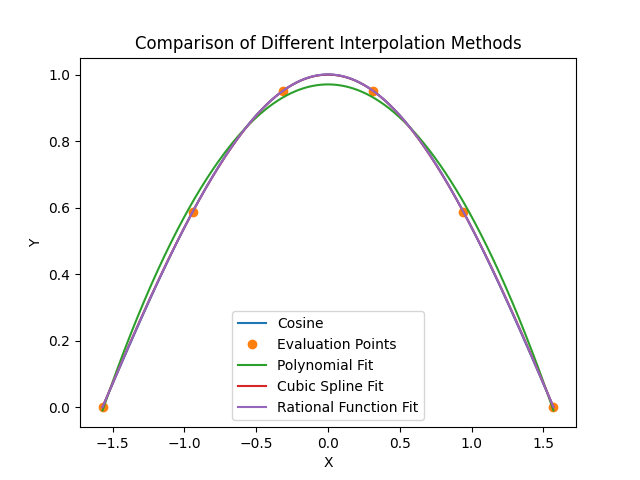 Comparison of Different Interpolation Methods
Y
1.0
0.8
0.6
0.4
0.2
0.0
Cosine
Evaluation Points
Polynomial Fit
Cubic Spline Fit
Rational Function Fit
−1.5 −1.0 −0.5 0.0 0.5 1.0 1.5
X